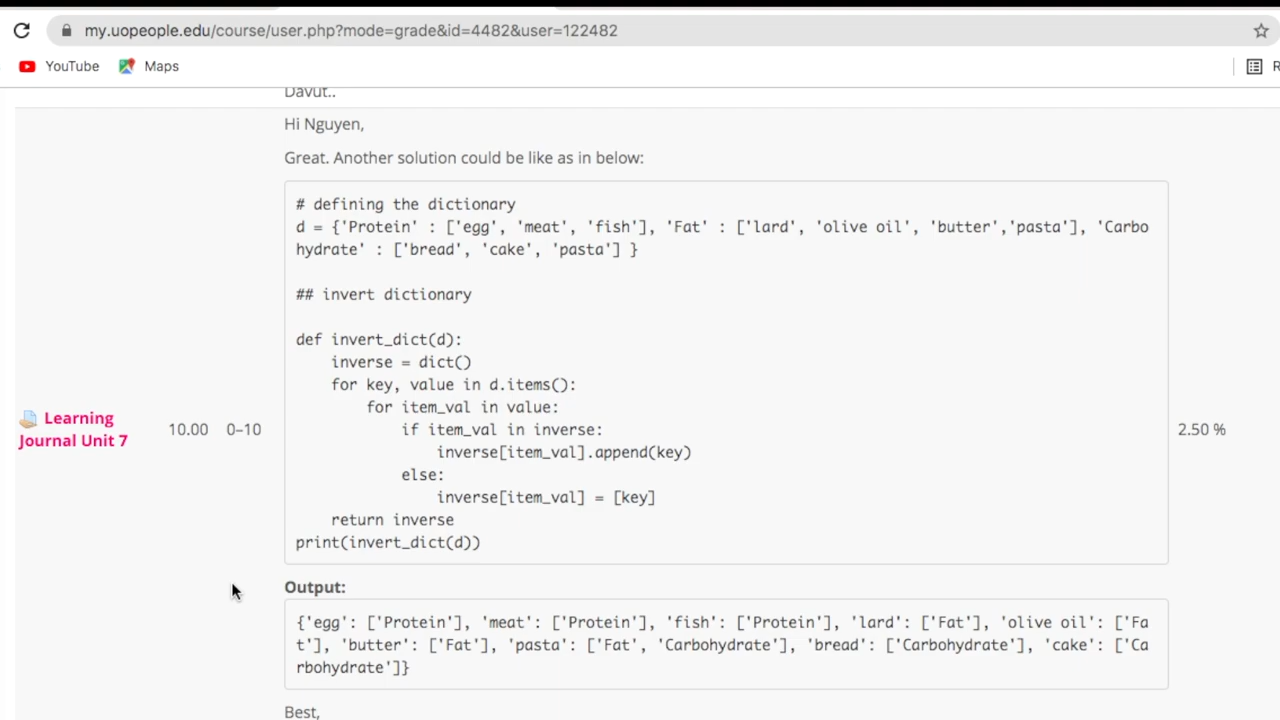 my.uopeople.edu/course/user.php?mode=grade&id=4482&user=122482
YouTube Maps R
Davut..
Hi Nguyen,
Great. Another solution could be like as in below:
# defining the dictionary
d = {'Protein' : ['egg', 'meat', 'fish'], 'Fat' : ['lard', 'olive oil', 'butter','pasta'], 'Carbo
hydrate' : ['bread', 'cake', 'pasta'] }
## invert dictionary
def invert_dict(d):
    inverse = dict()
    for key, value in d.items():
        for item_val in value:
            if item_val in inverse:
                inverse[item_val].append(key)
            else:
                inverse[item_val] = [key]
    return inverse
print(invert_dict(d))
Learning
Journal Unit 7
10.00 0–10
2.50 %
Output:
{'egg': ['Protein'], 'meat': ['Protein'], 'fish': ['Protein'], 'lard': ['Fat'], 'olive oil': ['Fa
t'], 'butter': ['Fat'], 'pasta': ['Fat', 'Carbohydrate'], 'bread': ['Carbohydrate'], 'cake': ['Ca
rbohydrate']}
Best,